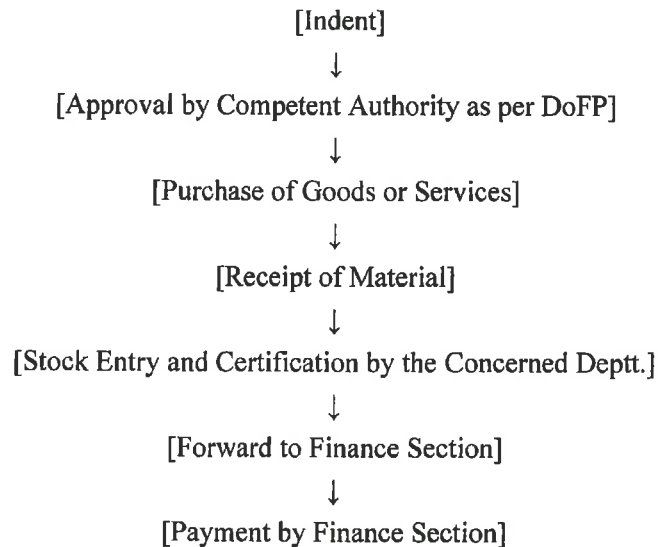 [Indent]
↓
[Approval by Competent Authority as per DoFP]
↓
[Purchase of Goods or Services]
↓
[Receipt of Material]
↓
[Stock Entry and Certification by the Concerned Deptt.]
↓
[Forward to Finance Section]
↓
[Payment by Finance Section]